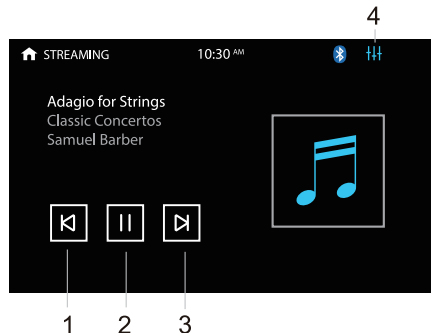 4
STREAMING 10:30 AM
Adagio for Strings
Classic Concertos
Samuel Barber
1 2 3